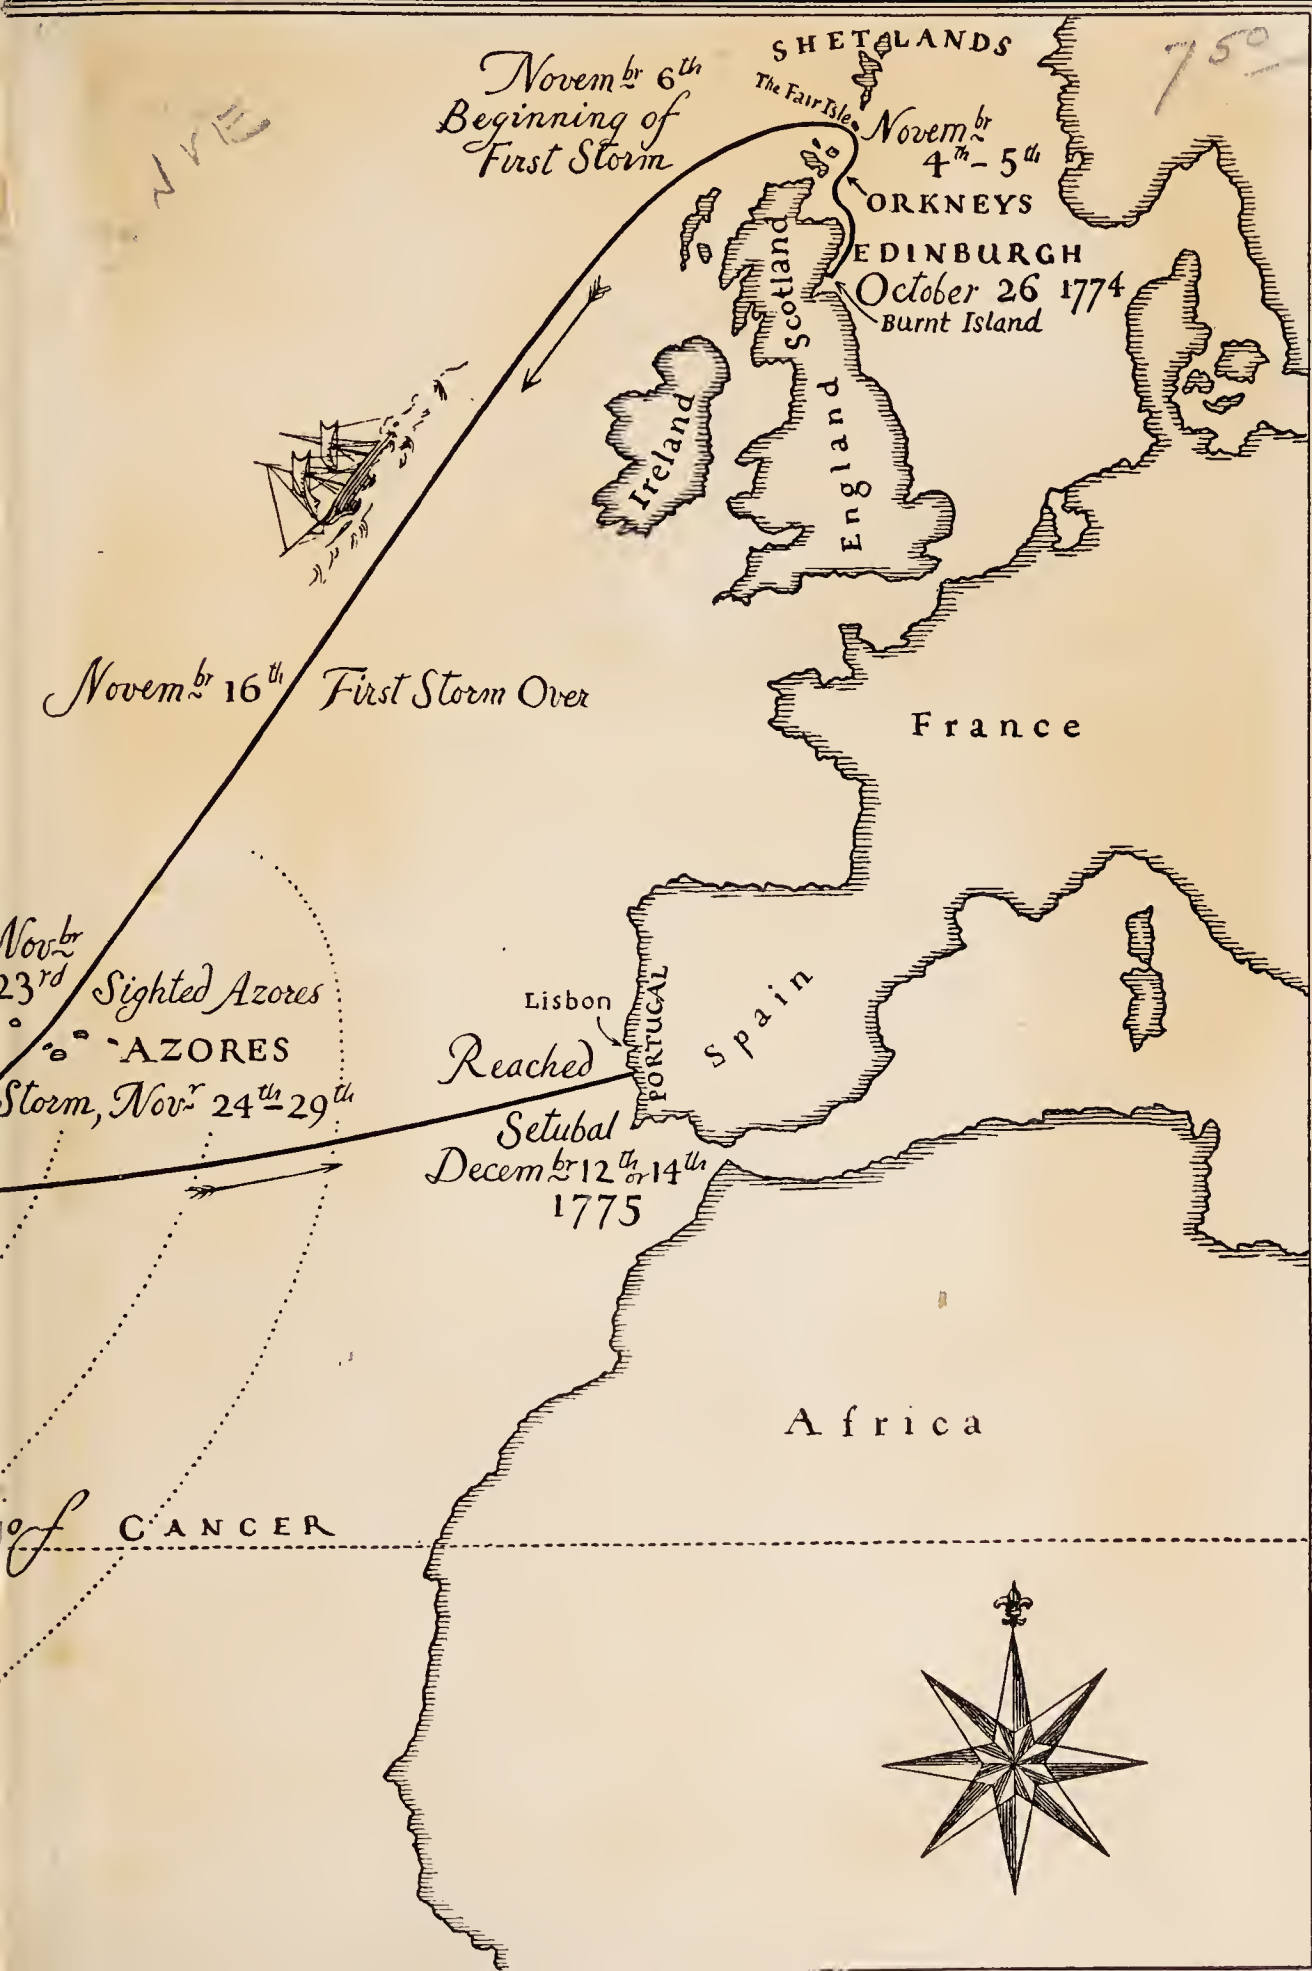 SHETLANDS
750
Novembr 6th
Beginning of
First Storm
The Fair Isle
Novembr
4th – 5th
ORKNEYS
EDINBURGH
October 26 1774
Burnt Island
Scotland
Ireland
England
Novembr 16th First Storm Over
France
Novbr
23rd Sighted Azores
AZORES
Storm, Novr 24th–29th
Lisbon
PORTUGAL
Spain
Reached
Setubal
Decembr 12th or 14th
1775
Africa
of CANCER